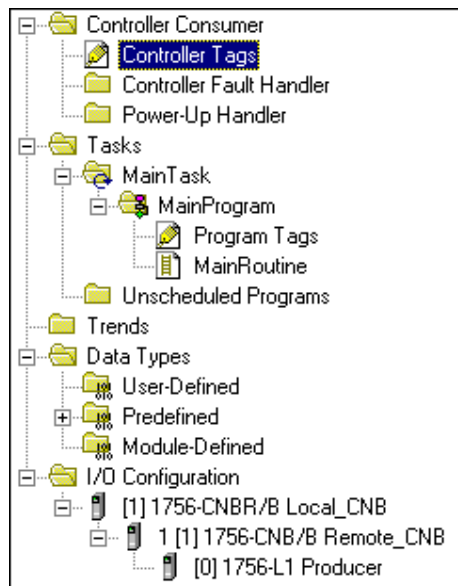 Controller Consumer
Controller Tags
Controller Fault Handler
Power-Up Handler
Tasks
MainTask
MainProgram
Program Tags
MainRoutine
Unscheduled Programs
Trends
Data Types
User-Defined
Predefined
Module-Defined
I/O Configuration
[1] 1756-CNBR/B Local_CNB
1 [1] 1756-CNB/B Remote_CNB
[0] 1756-L1 Producer